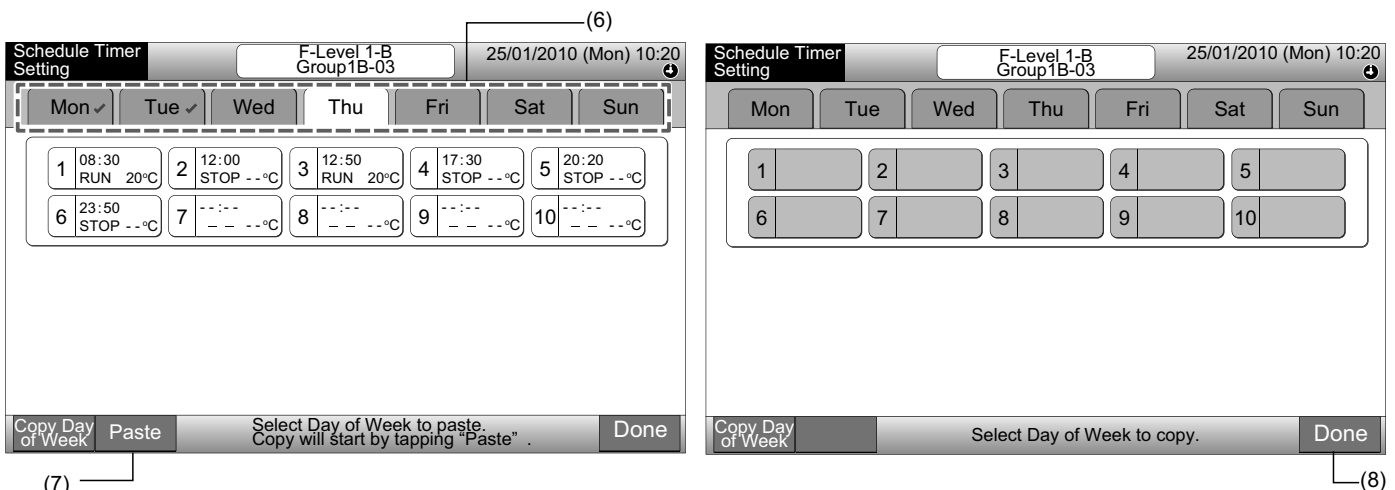 (6)
Schedule Timer
Setting
F-Level 1-B
Group1B-03
25/01/2010 (Mon) 10:20
Mon ✓ Tue ✓ Wed Thu Fri Sat Sun
1 08:30 RUN 20°C
2 12:00 STOP --°C
3 12:50 RUN 20°C
4 17:30 STOP --°C
5 20:20 STOP --°C
6 23:50 STOP --°C
7 --:-- – – --°C
8 --:-- – – --°C
9 --:-- – – --°C
10 --:-- – – --°C
Copy Day
of Week
Paste
Select Day of Week to paste.
Copy will start by tapping “Paste” .
Done
(7)
Schedule Timer
Setting
F-Level 1-B
Group1B-03
25/01/2010 (Mon) 10:20
Mon Tue Wed Thu Fri Sat Sun
1 2 3 4 5
6 7 8 9 10
Copy Day
of Week
Select Day of Week to copy.
Done
(8)